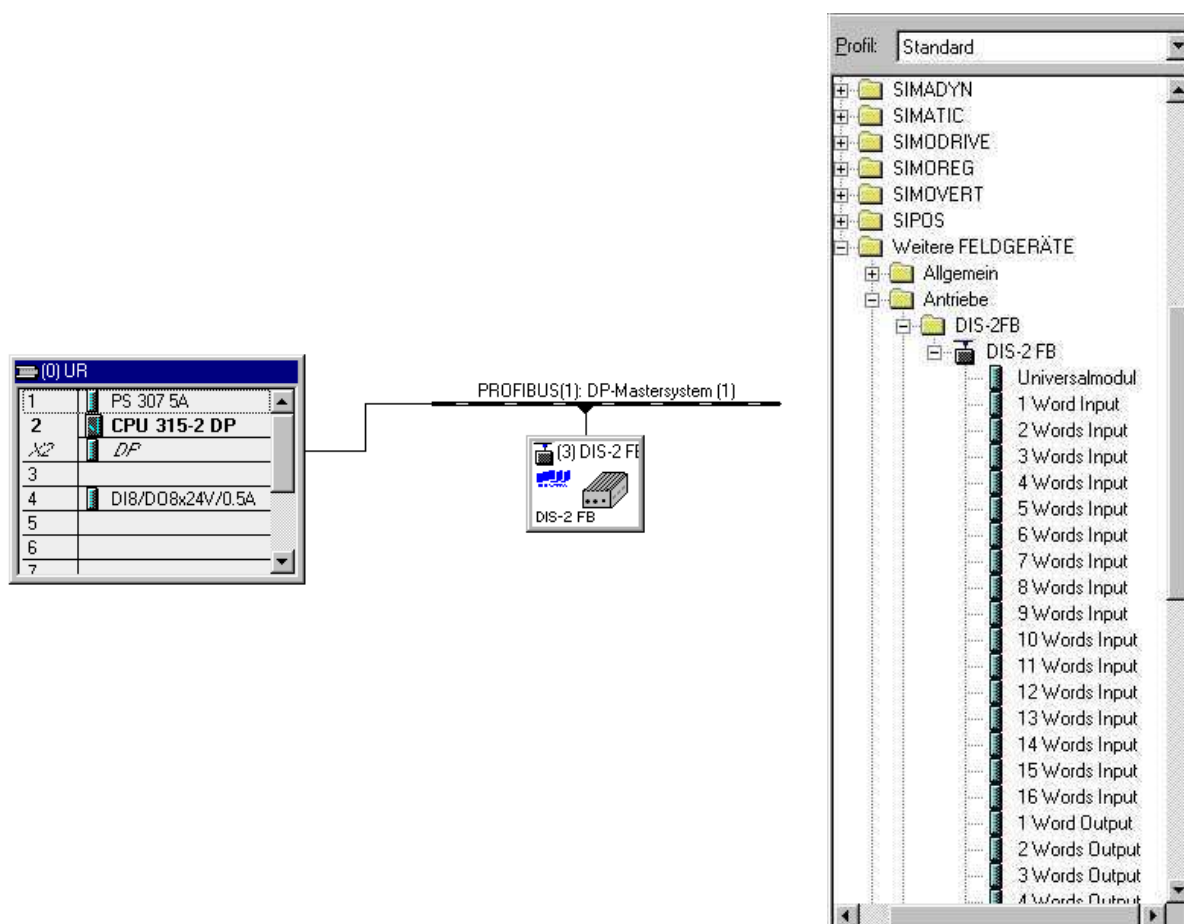 (0) UR
1 PS 307 5A
2 CPU 315-2 DP
X2 DP
3
4 DI8/DO8x24V/0.5A
5
6
7
PROFIBUS(1): DP-Mastersystem (1)
(3) DIS-2 FB
DIS-2 FB
Profil: Standard
SIMADYN
SIMATIC
SIMODRIVE
SIMOREG
SIMOVERT
SIPOS
Weitere FELDGERÄTE
Allgemein
Antriebe
DIS-2FB
DIS-2 FB
Universalmodul
1 Word Input
2 Words Input
3 Words Input
4 Words Input
5 Words Input
6 Words Input
7 Words Input
8 Words Input
9 Words Input
10 Words Input
11 Words Input
12 Words Input
13 Words Input
14 Words Input
15 Words Input
16 Words Input
1 Word Output
2 Words Output
3 Words Output
4 Words Output